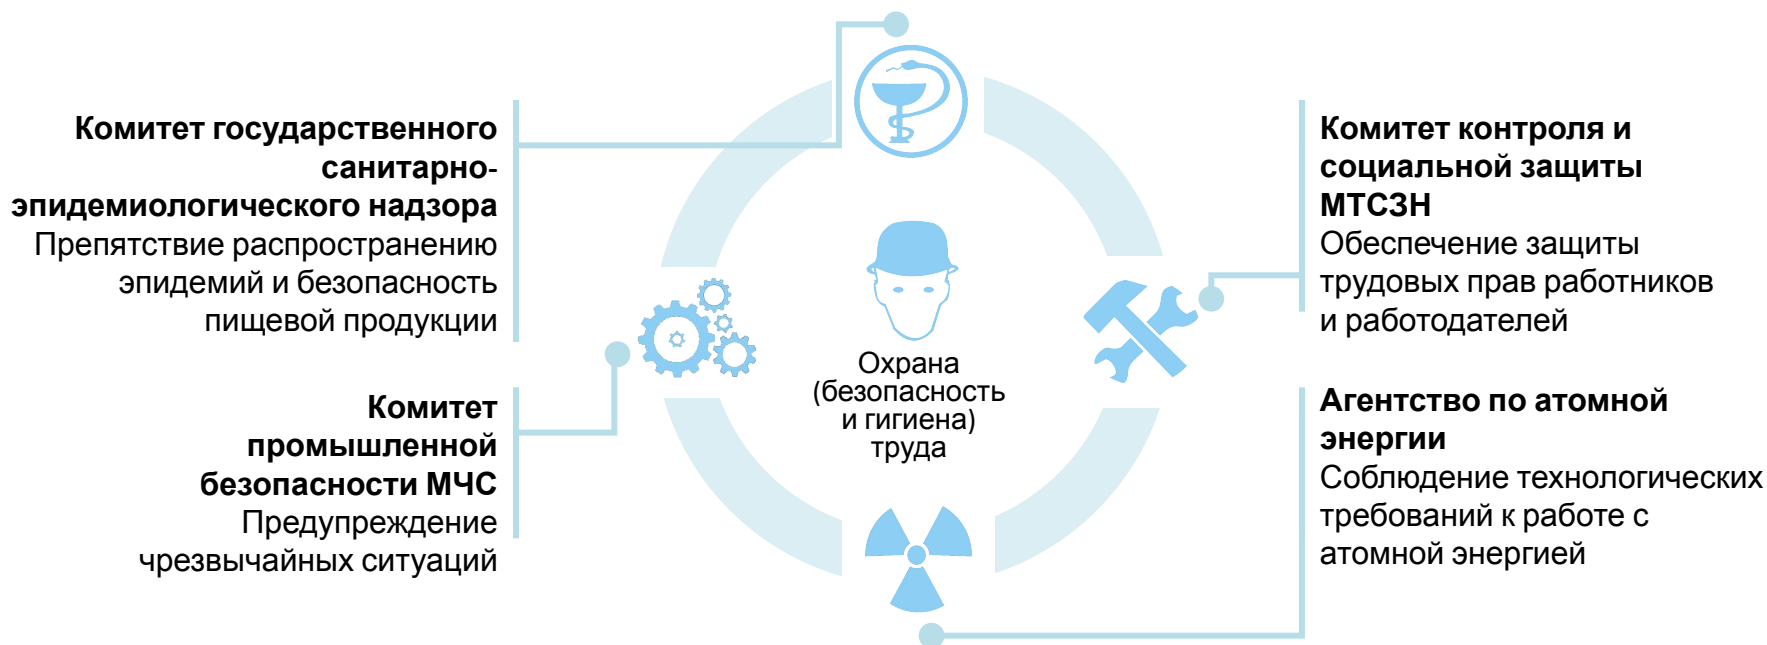 Комитет государственного
санитарно-
эпидемиологического надзора
Препятствие распространению
эпидемий и безопасность
пищевой продукции
Комитет
промышленной
безопасности МЧС
Предупреждение
чрезвычайных ситуаций
Охрана
(безопасность
и гигиена)
труда
Комитет контроля и
социальной защиты
МТСЗН
Обеспечение защиты
трудовых прав работников
и работодателей
Агентство по атомной
энергии
Соблюдение технологических
требований к работе с
атомной энергией